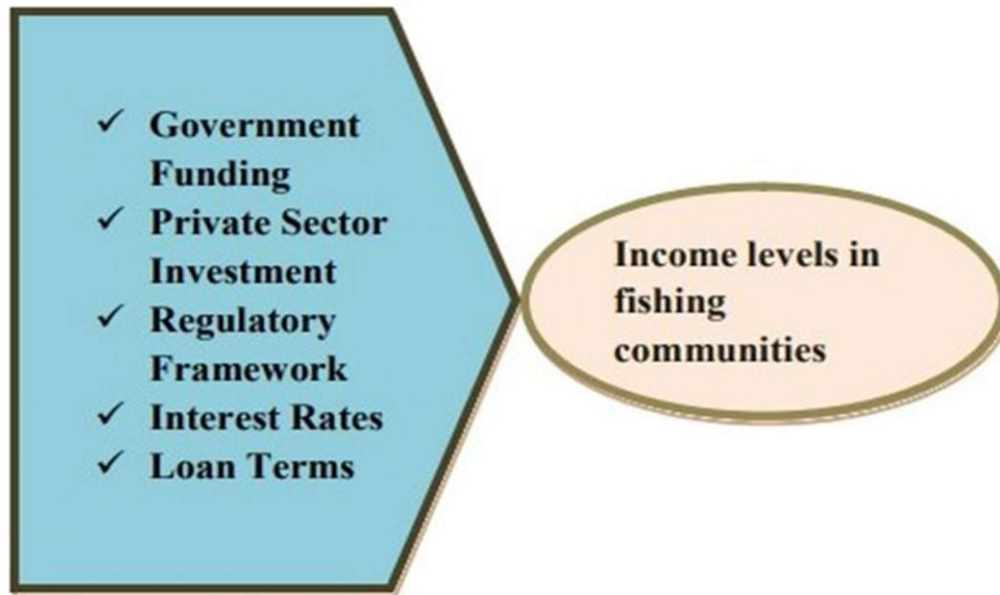 ✓ Government
Funding
✓ Private Sector
Investment
✓ Regulatory
Framework
✓ Interest Rates
✓ Loan Terms
Income levels in
fishing
communities